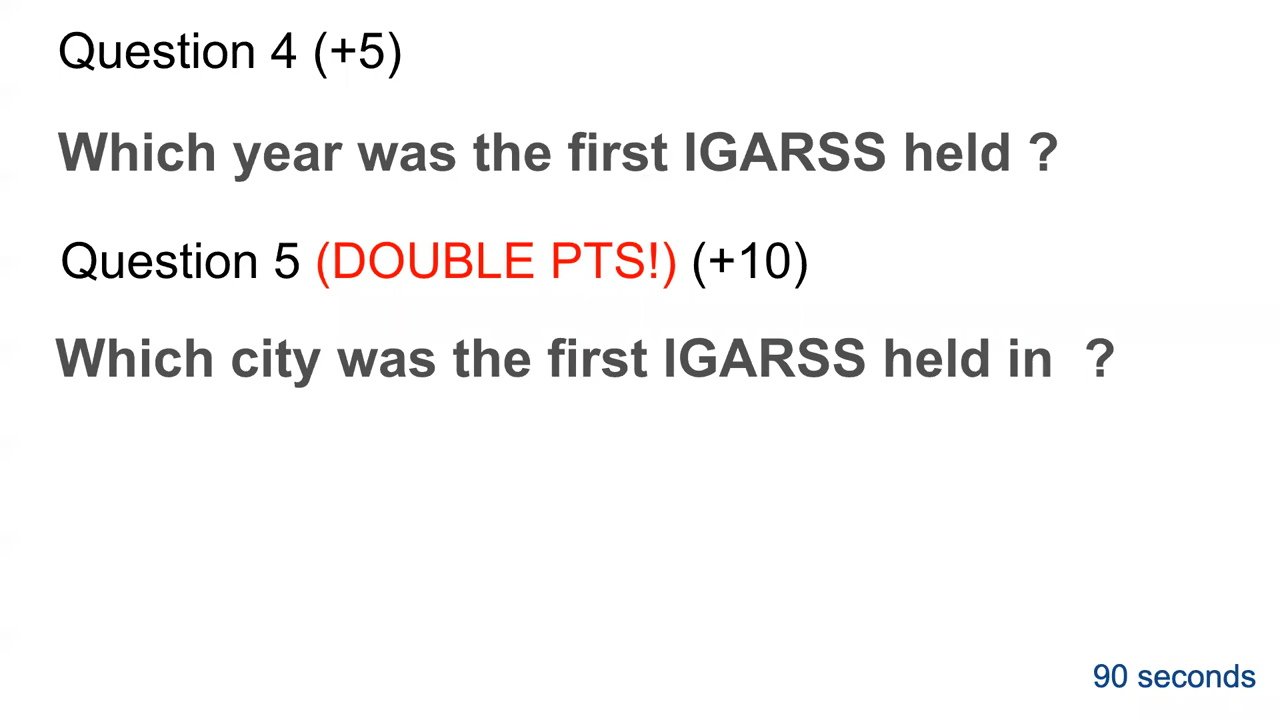 Question 4 (+5)
Which year was the first IGARSS held ?
Question 5 (DOUBLE PTS!) (+10)
Which city was the first IGARSS held in ?
90 seconds